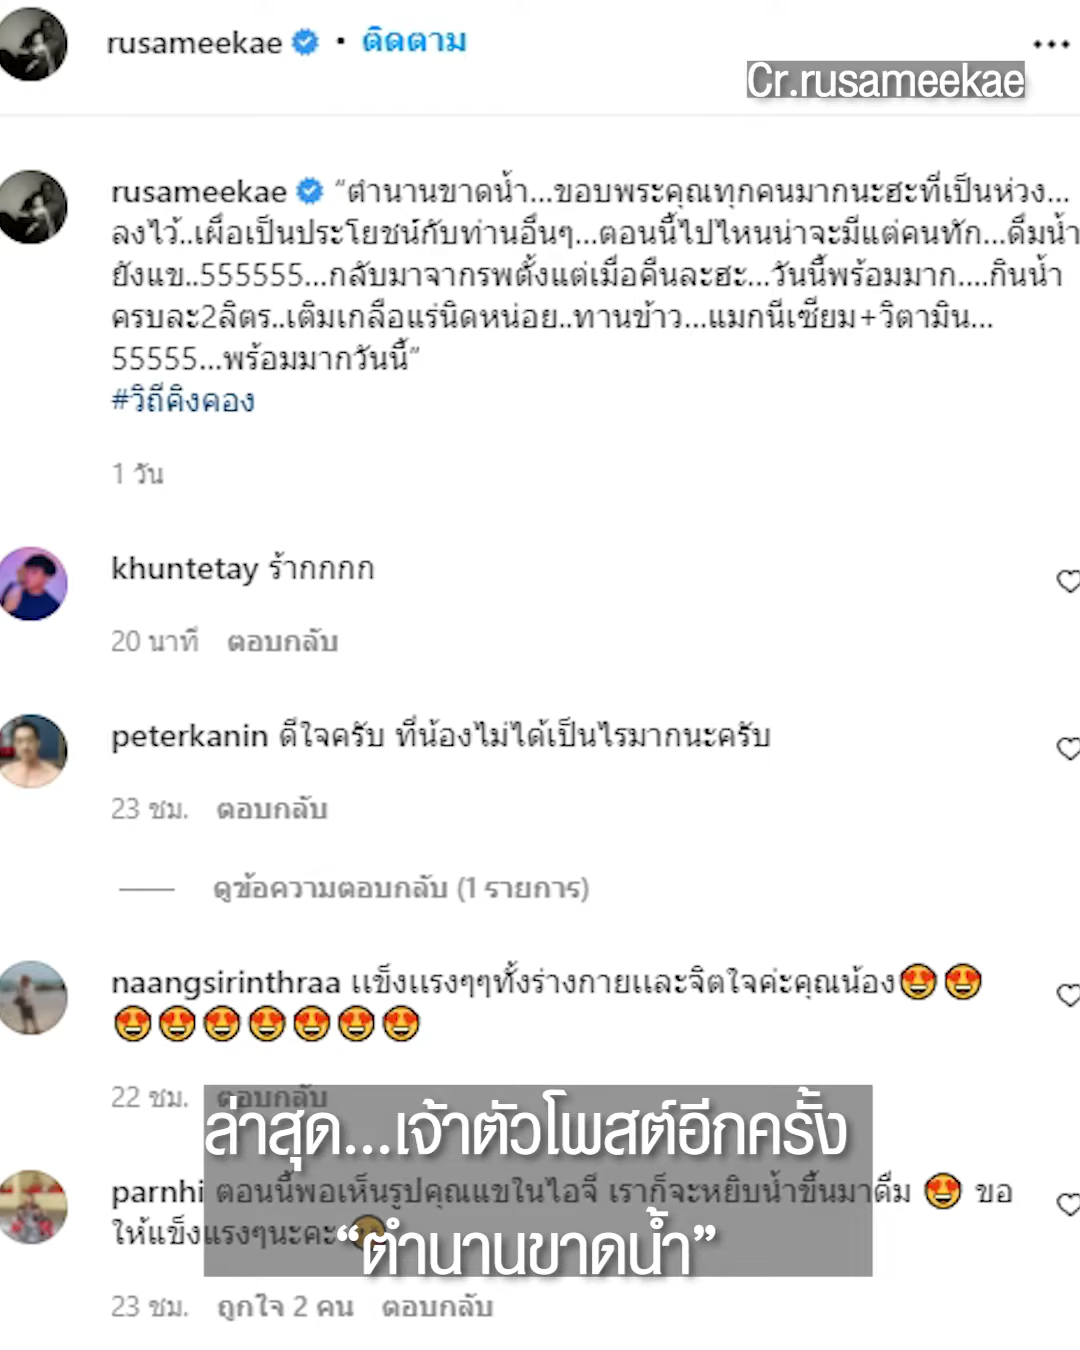 rusameekae • ติดตาม
Cr.rusameekae
rusameekae “ตำนานขาดน้ำ...ขอบพระคุณทุกคนมากนะฮะที่เป็นห่วง...
ลงไว้..เผื่อเป็นประโยชน์กับท่านอื่นๆ...ตอนนี้ไปไหนน่าจะมีแต่คนทัก...ดื่มน้ำ
ยังแข..555555...กลับมาจากรพตั้งแต่เมื่อคืนละฮะ...วันนี้พร้อมมาก....กินน้ำ
ครบละ2ลิตร..เติมเกลือแร่นิดหน่อย..ทานข้าว...แมกนีเซียม+วิตามิน...
55555...พร้อมมากวันนี้”
#วิถีคิงคอง
1 วัน
khuntetay ร้ากกกก
20 นาที ตอบกลับ
peterkanin ดีใจครับ ที่น้องไม่ได้เป็นไรมากนะครับ
23 ชม. ตอบกลับ
ดูข้อความตอบกลับ (1 รายการ)
naangsirinthraa แข็งแรงๆๆทั้งร่างกายและจิตใจค่ะคุณน้อง😍😍
😍😍😍😍😍😍😍
22 ชม. ตอบกลับ
ล่าสุด...เจ้าตัวโพสต์อีกครั้ง
parnhi ตอนนี้พอเห็นรูปคุณแขในไอจี เราก็จะหยิบน้ำขึ้นมาดื่ม 😍 ขอ
ให้แข็งแรงๆนะคะ
“ตำนานขาดน้ำ”
23 ชม. ถูกใจ 2 คน ตอบกลับ